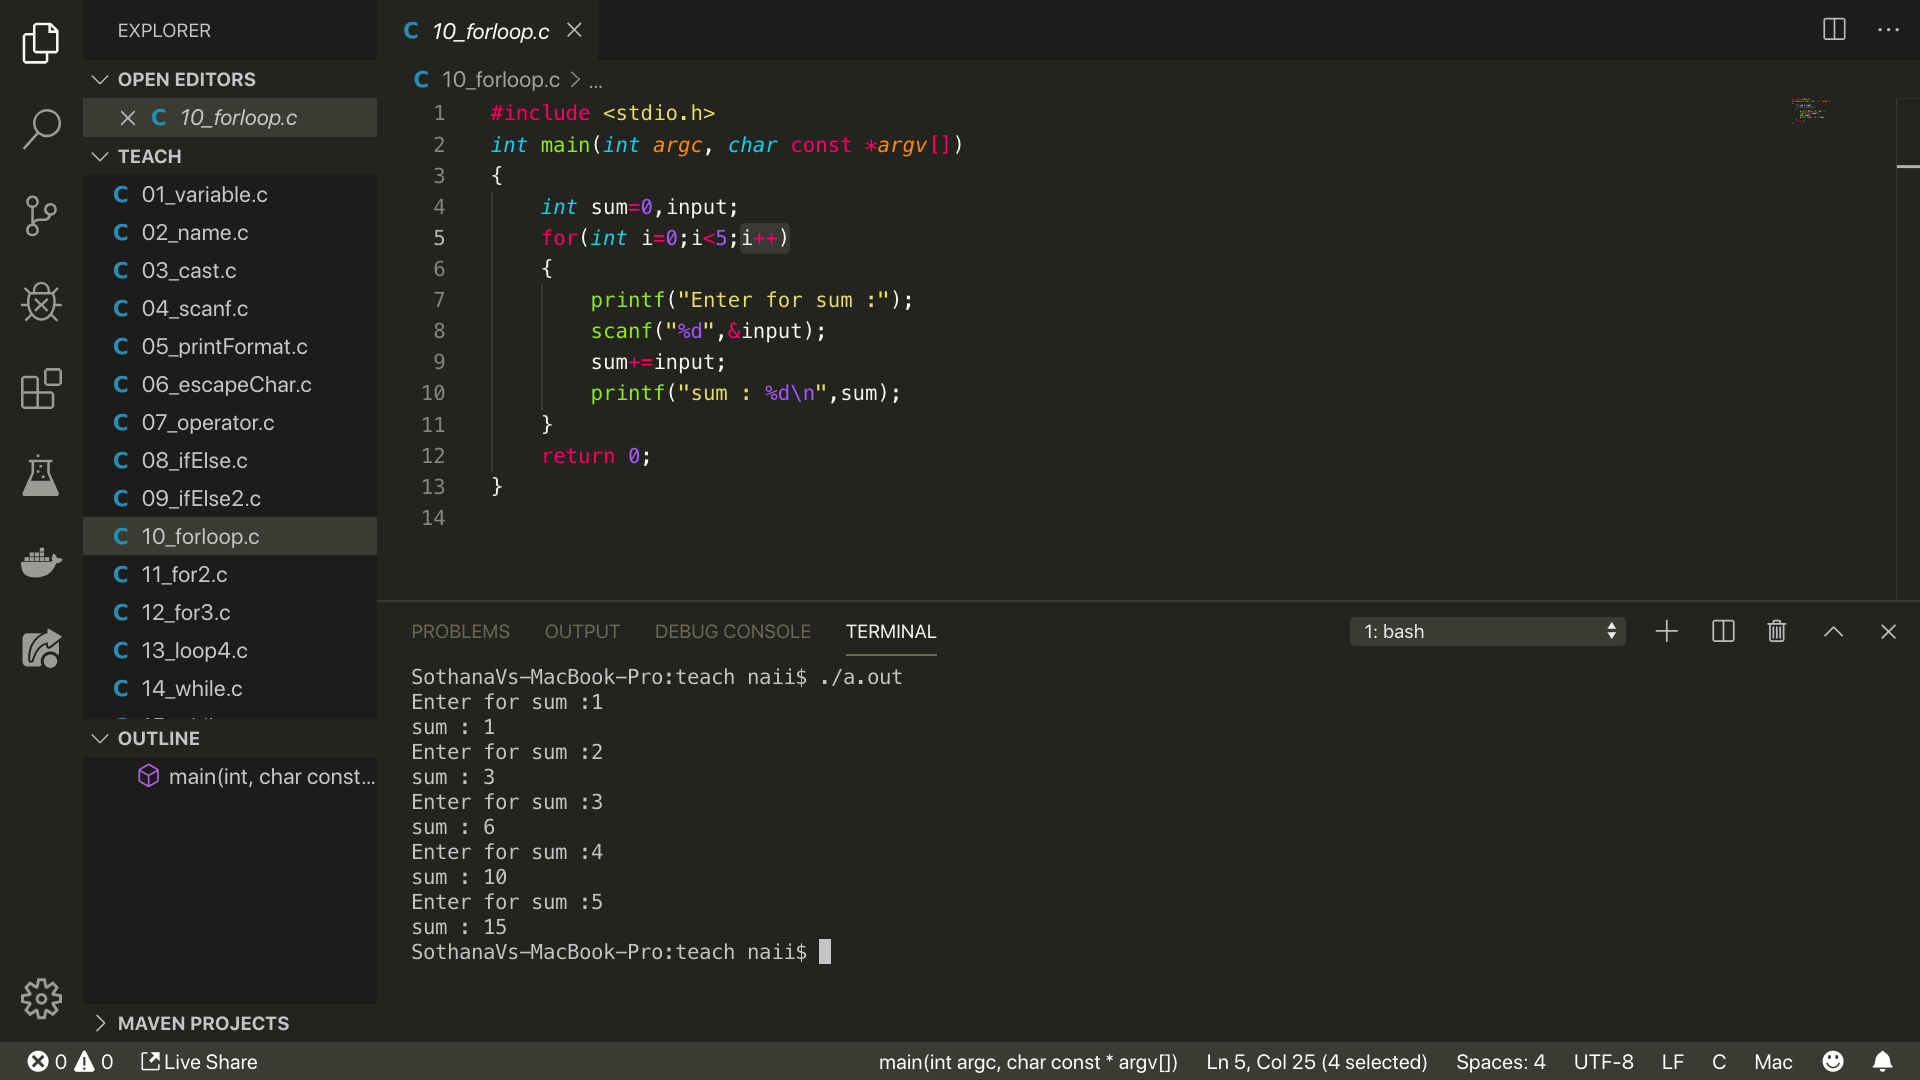 EXPLORER
OPEN EDITORS
C 10_forloop.c
TEACH
C 01_variable.c
C 02_name.c
C 03_cast.c
C 04_scanf.c
C 05_printFormat.c
C 06_escapeChar.c
C 07_operator.c
C 08_ifElse.c
C 09_ifElse2.c
C 10_forloop.c
C 11_for2.c
C 12_for3.c
C 13_loop4.c
C 14_while.c
OUTLINE
main(int, char const...
MAVEN PROJECTS
C 10_forloop.c
C 10_forloop.c > ...
1 #include <stdio.h>
2 int main(int argc, char const *argv[])
3 {
4 int sum=0,input;
5 for(int i=0;i<5;i++)
6 {
7 printf("Enter for sum :");
8 scanf("%d",&input);
9 sum+=input;
10 printf("sum : %d\n",sum);
11 }
12 return 0;
13 }
14
PROBLEMS OUTPUT DEBUG CONSOLE TERMINAL 1: bash
SothanaVs-MacBook-Pro:teach naii$ ./a.out
Enter for sum :1
sum : 1
Enter for sum :2
sum : 3
Enter for sum :3
sum : 6
Enter for sum :4
sum : 10
Enter for sum :5
sum : 15
SothanaVs-MacBook-Pro:teach naii$
0 0 Live Share main(int argc, char const * argv[]) Ln 5, Col 25 (4 selected) Spaces: 4 UTF-8 LF C Mac